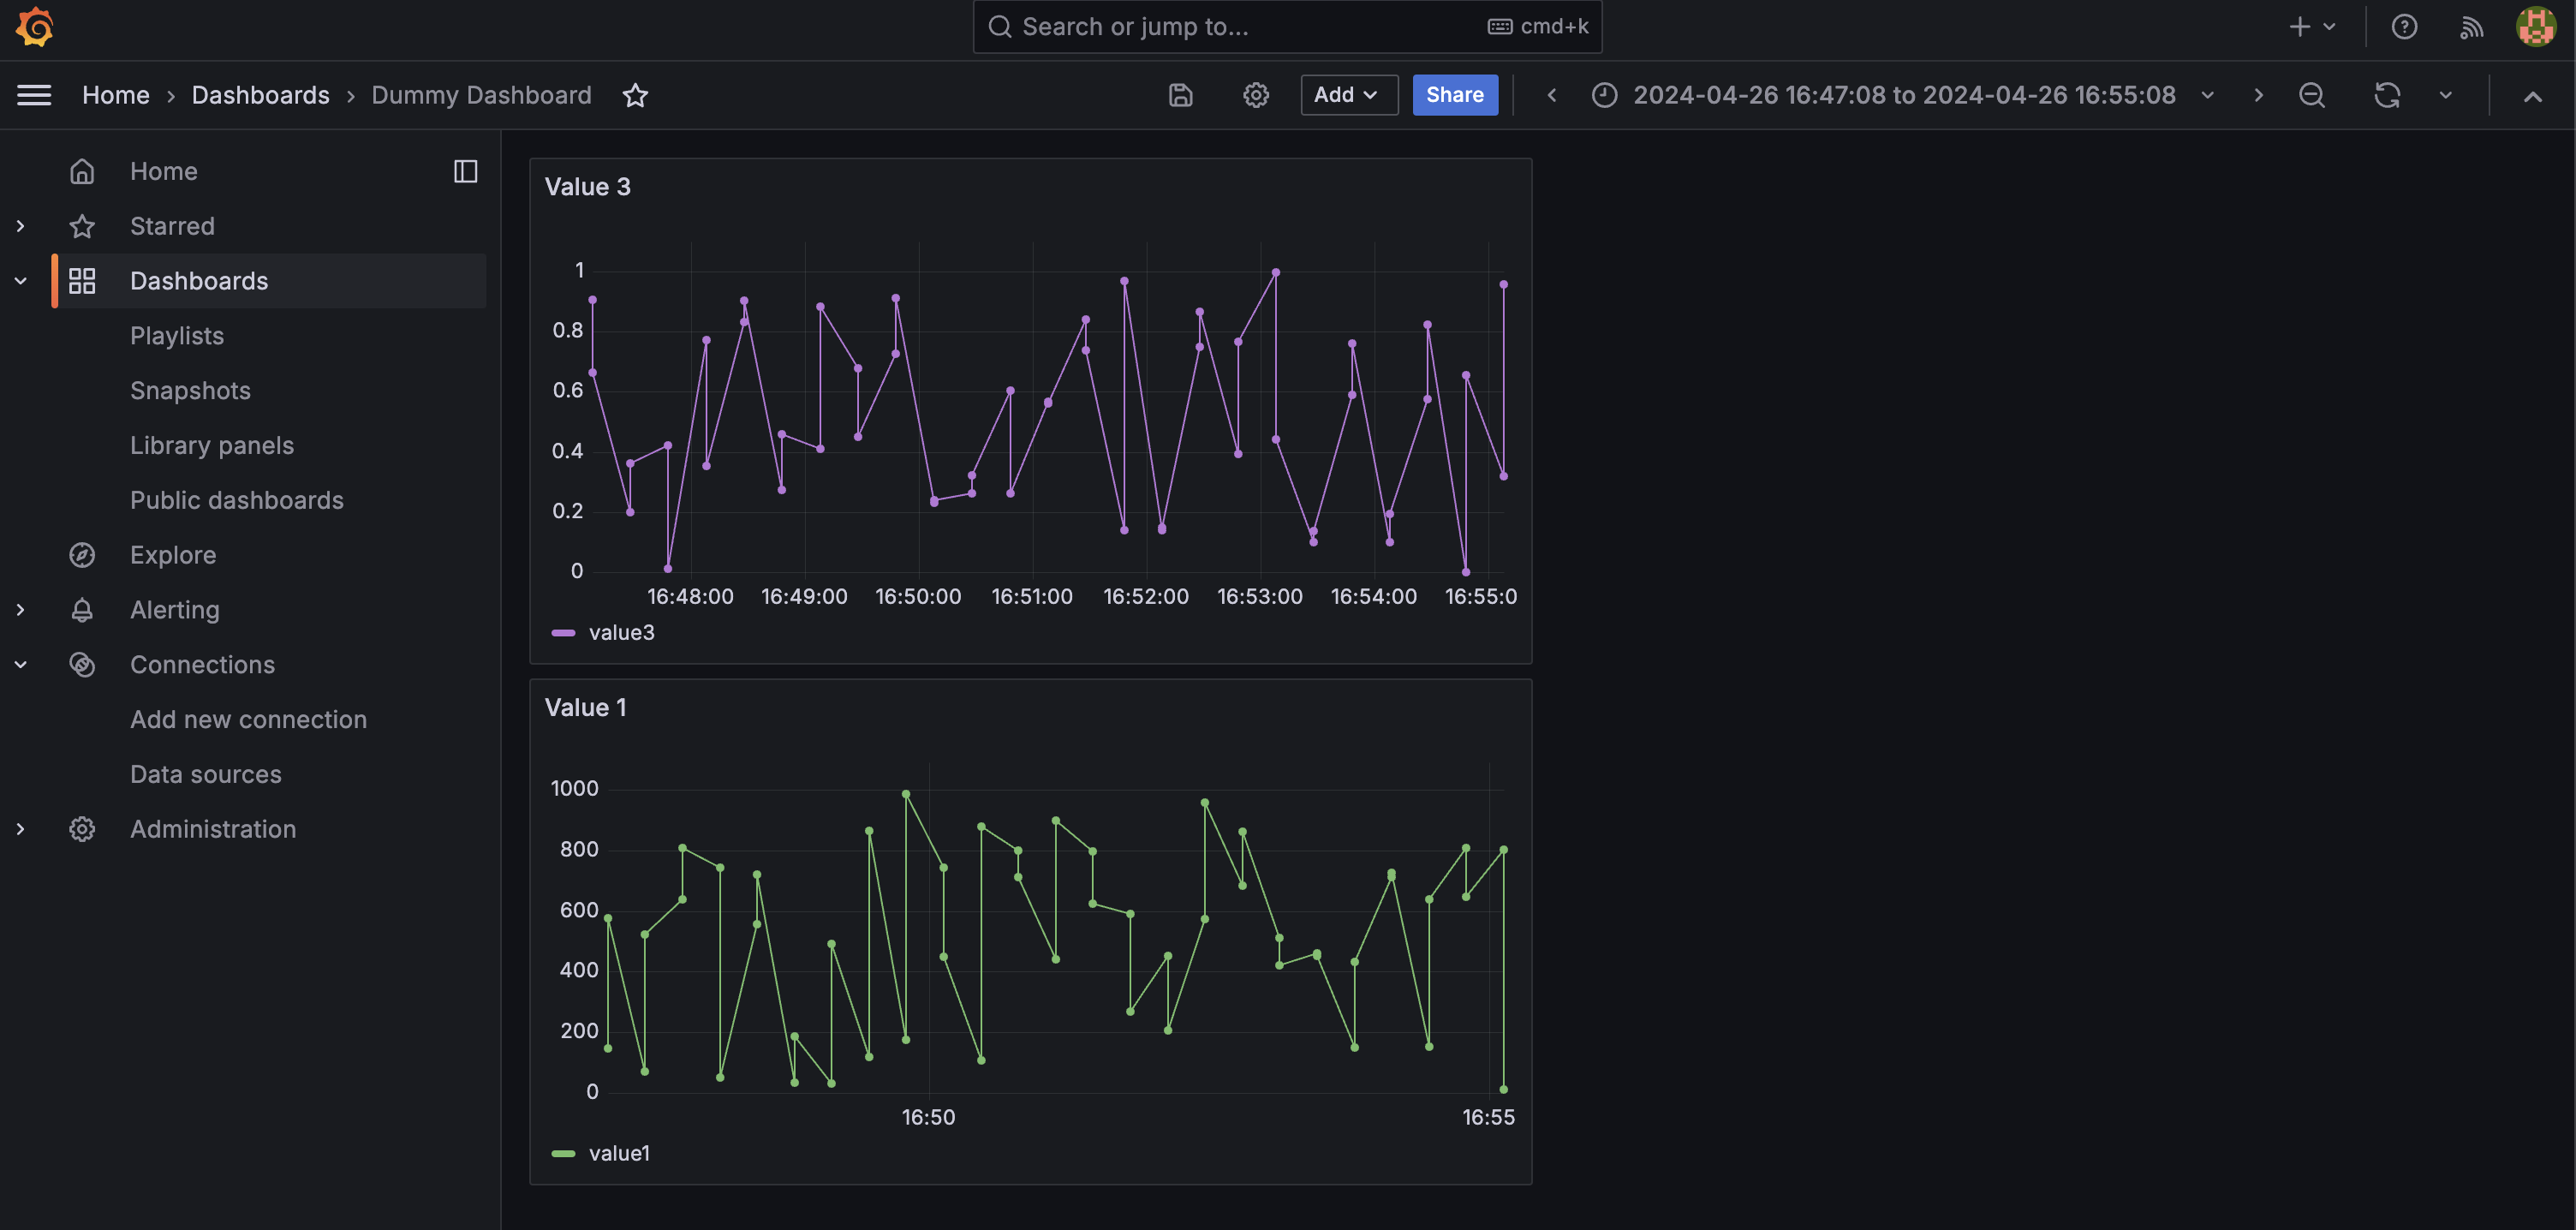 Search or jump to... cmd+k
Home Dashboards Dummy Dashboard Add Share 2024-04-26 16:47:08 to 2024-04-26 16:55:08
Home
Starred
Dashboards
Playlists
Snapshots
Library panels
Public dashboards
Explore
Alerting
Connections
Add new connection
Data sources
Administration
Value 3
1
0.8
0.6
0.4
0.2
0
16:48:00 16:49:00 16:50:00 16:51:00 16:52:00 16:53:00 16:54:00 16:55:0
value3
Value 1
1000
800
600
400
200
0
16:50 16:55
value1